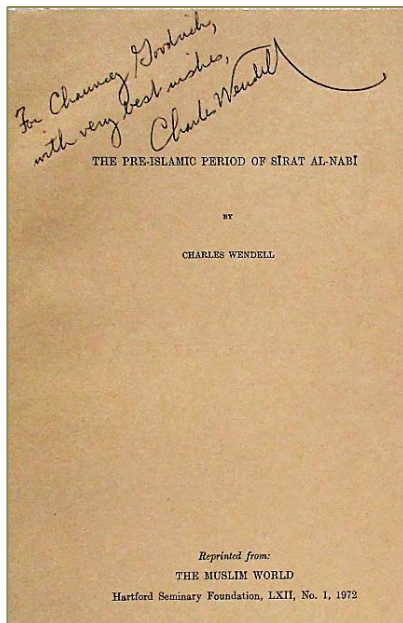 For Chauncey Goodrich,
with very best wishes,
Charles Wendell
THE PRE-ISLAMIC PERIOD OF SĪRAT AL-NABĪ
BY
CHARLES WENDELL
Reprinted from:
THE MUSLIM WORLD
Hartford Seminary Foundation, LXII, No. 1, 1972